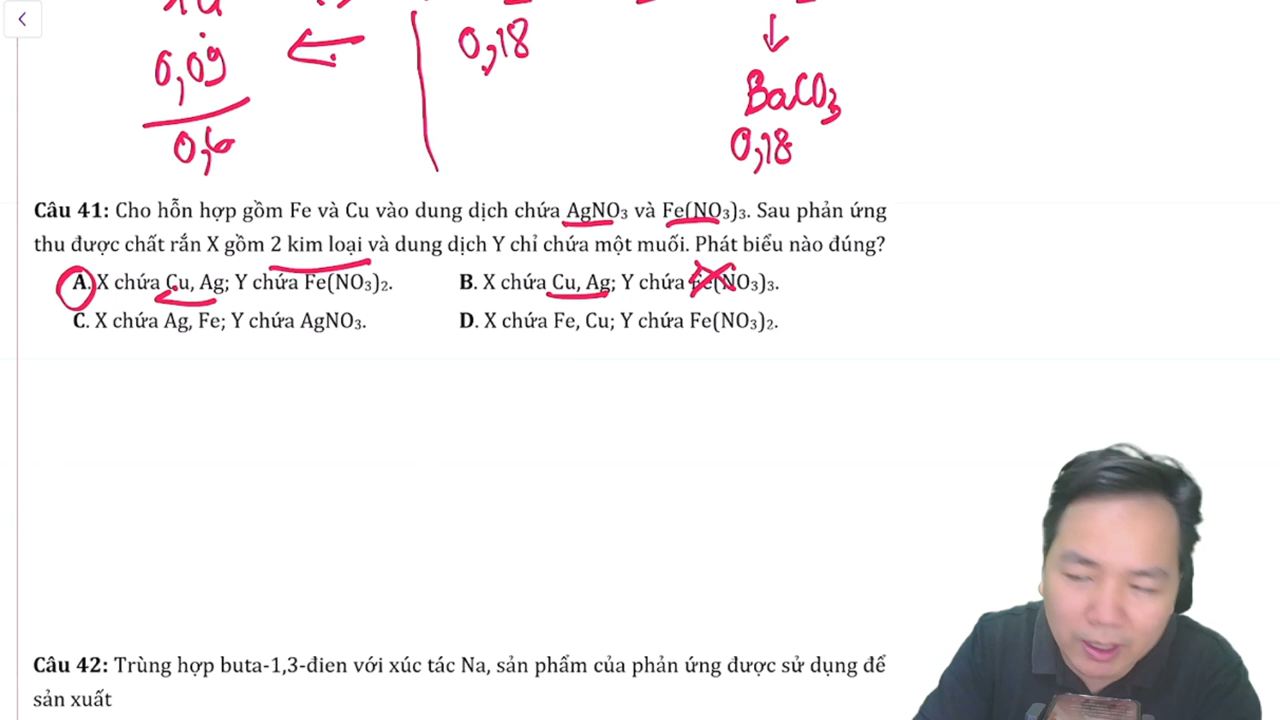 0,09
0,6
0,18
BaCO3
0,18
Câu 41: Cho hỗn hợp gồm Fe và Cu vào dung dịch chứa AgNO₃ và Fe(NO₃)₃. Sau phản ứng
thu được chất rắn X gồm 2 kim loại và dung dịch Y chỉ chứa một muối. Phát biểu nào đúng?
A. X chứa Cu, Ag; Y chứa Fe(NO₃)₂. B. X chứa Cu, Ag; Y chứa Fe(NO₃)₃.
C. X chứa Ag, Fe; Y chứa AgNO₃. D. X chứa Fe, Cu; Y chứa Fe(NO₃)₂.
Câu 42: Trùng hợp buta-1,3-đien với xúc tác Na, sản phẩm của phản ứng được sử dụng để
sản xuất